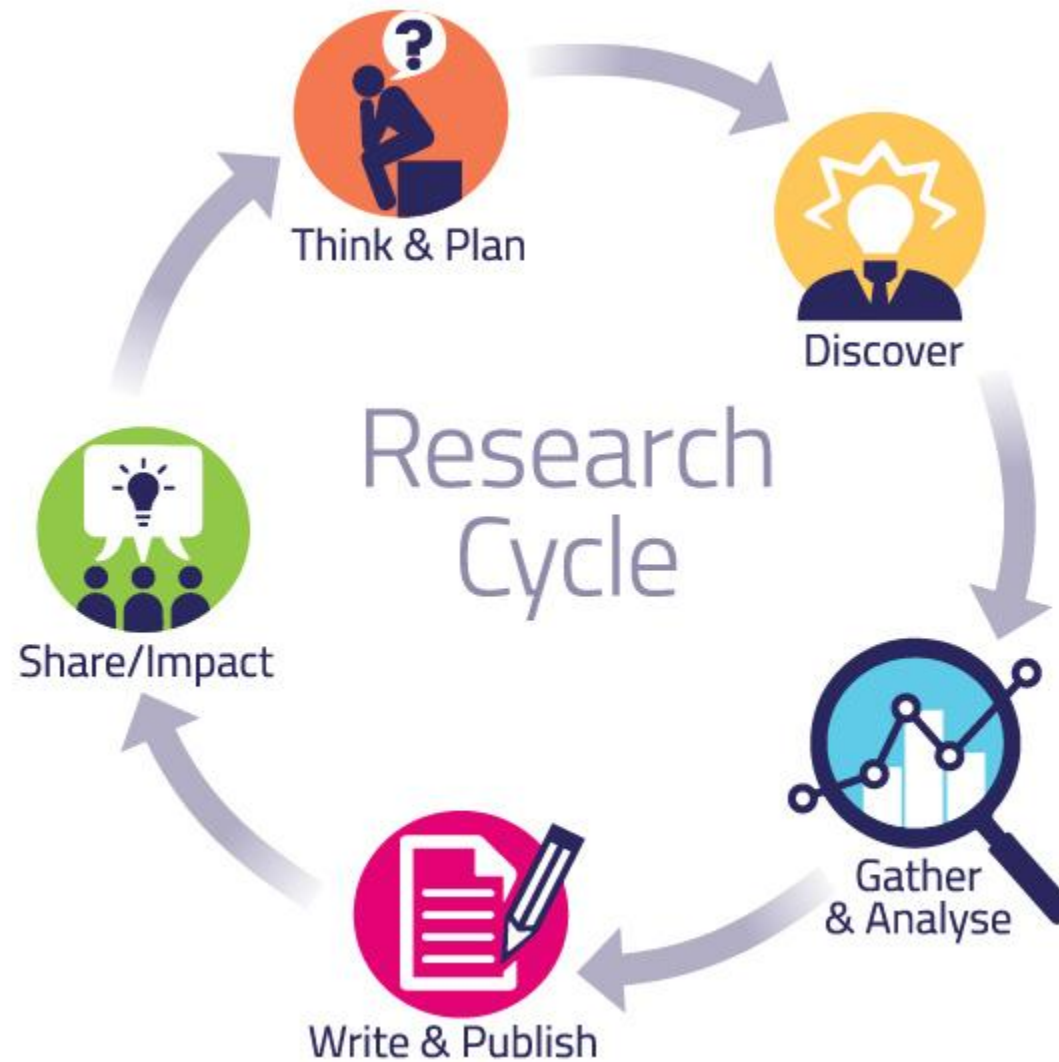 ?
Think & Plan
Discover
Research
Cycle
Share/Impact
Gather
& Analyse
Write & Publish